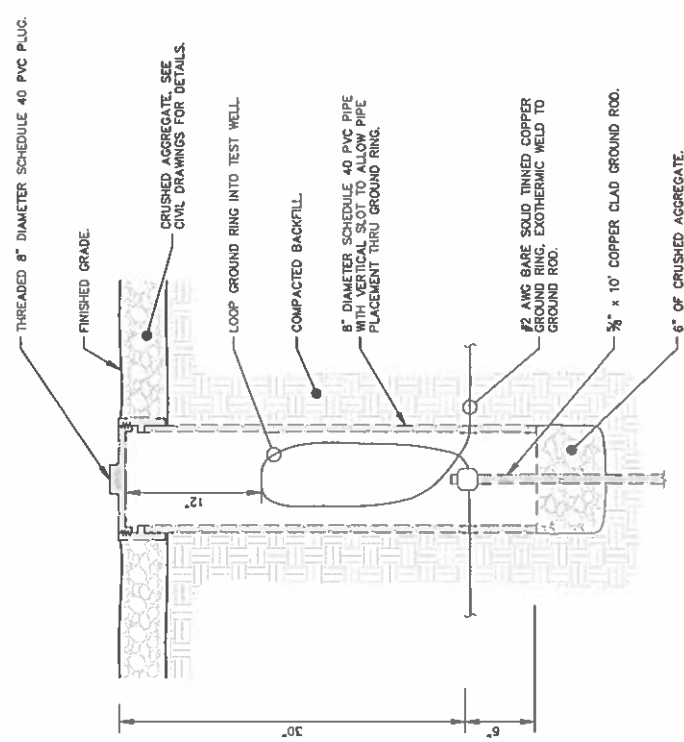 THREADED 8" DIAMETER SCHEDULE 40 PVC PLUG.
FINISHED GRADE.
CRUSHED AGGREGATE, SEE
CIVIL DRAWINGS FOR DETAILS.
LOOP GROUND RING INTO TEST WELL.
COMPACTED BACKFILL.
8" DIAMETER SCHEDULE 40 PVC PIPE
WITH VERTICAL SLOT TO ALLOW PIPE
PLACEMENT THRU GROUND RING.
#2 AWG BARE SOLID TINNED COPPER
GROUND RING, EXOTHERMIC WELD TO
GROUND ROD.
⅝" x 10' COPPER CLAD GROUND ROD.
6" OF CRUSHED AGGREGATE.
12"
30"
6"